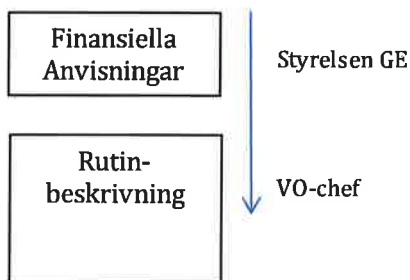 Finansiella
Anvisningar
Styrelsen GE
Rutin-
beskrivning
VO-chef